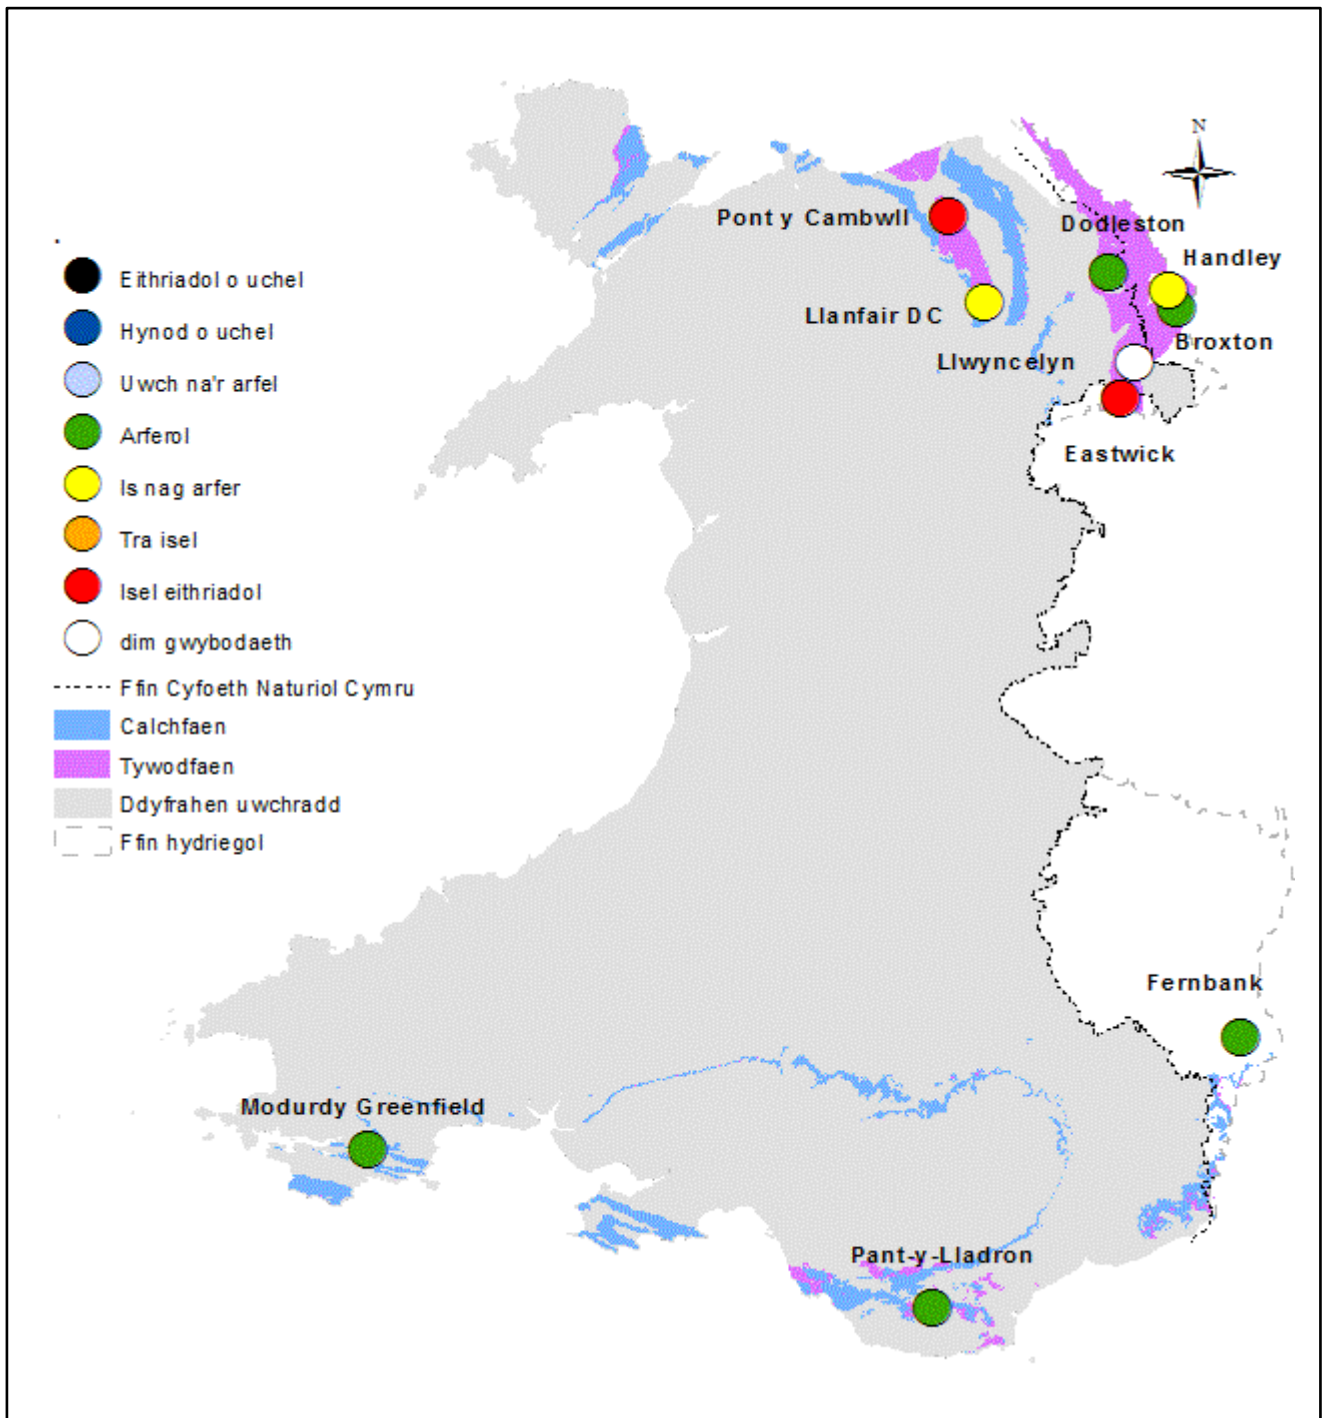 N
Pont y Cambwll
Dodleston
Handley
Llanfair DC
Broxton
Llwyncelyn
Eastwick
Eithriadol o uchel
Hynod o uchel
Uwch na'r arfel
Arferol
Is nag arfer
Tra isel
Isel eithriadol
dim gwybodaeth
Ffin Cyfoeth Naturiol Cymru
Calchfaen
Tywodfaen
Ddyfrahen uwchradd
Ffin hydriegol
Fernbank
Modurdy Greenfield
Pant-y-Lladron